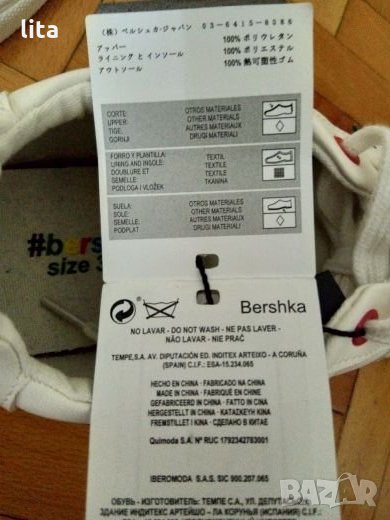 lita
(株) ベルシュカ・ジャパン 03-6415-8086
アッパー 100% ポリウレタン
ライニング と インソール 100% ポリエステル
アウトソール 100% 熱可塑性ゴム
CORTE: OTROS MATERIALES
UPPER: OTHER MATERIALS
TIGE: AUTRES MATERIAUX
GORNJI: DRUGI MATERIJALI
FORRO Y PLANTILLA: TEXTIL
LINING AND INSOLE: TEXTILE
DOUBLURE ET TEXTILE
SEMELLE: TKANINA
PODLOGA I VLOŽEK
SUELA: OTROS MATERIALES
SOLE: OTHER MATERIALS
SEMELLE: AUTRES MATERIAUX
PODPLAT DRUGI MATERIALI
#bers
size 3
Bershka
NO LAVAR - DO NOT WASH - NE PAS LAVER -
NÃO LAVAR - NIE PRAĆ
TEMPE,S.A. AV. DIPUTACIÓN ED. INDITEX ARTEIXO - A CORUÑA
(SPAIN) C.I.F.: ESA-15.234.065
HECHO EN CHINA - FABRICADO NA CHINA
MADE IN CHINA - FABRIQUÉ EN CHINE
GEFABRICEERD IN CHINA - FATTO IN CINA
HERGESTELLT IN CHINA - ΚΑΤΑΣΚΕΥΗ ΚΙΝΑ
FREMSTILLET I KINA - СДЕЛАНО В КИТАЕ
Quimoda S.A. Nº RUC 1792342783001
IBEROMODA S.A.S. SIC 900.207.065
ОБУВЬ - ИЗГОТОВИТЕЛЬ: ТЕМПЕ С.А., УЛ. ДЕПУТА
ЗДАНИЕ ИНДИТЕКС АРТЕЙШО - ЛА КОРУНЬЯ (ИСПАНИЯ) С
BAZAR
bg